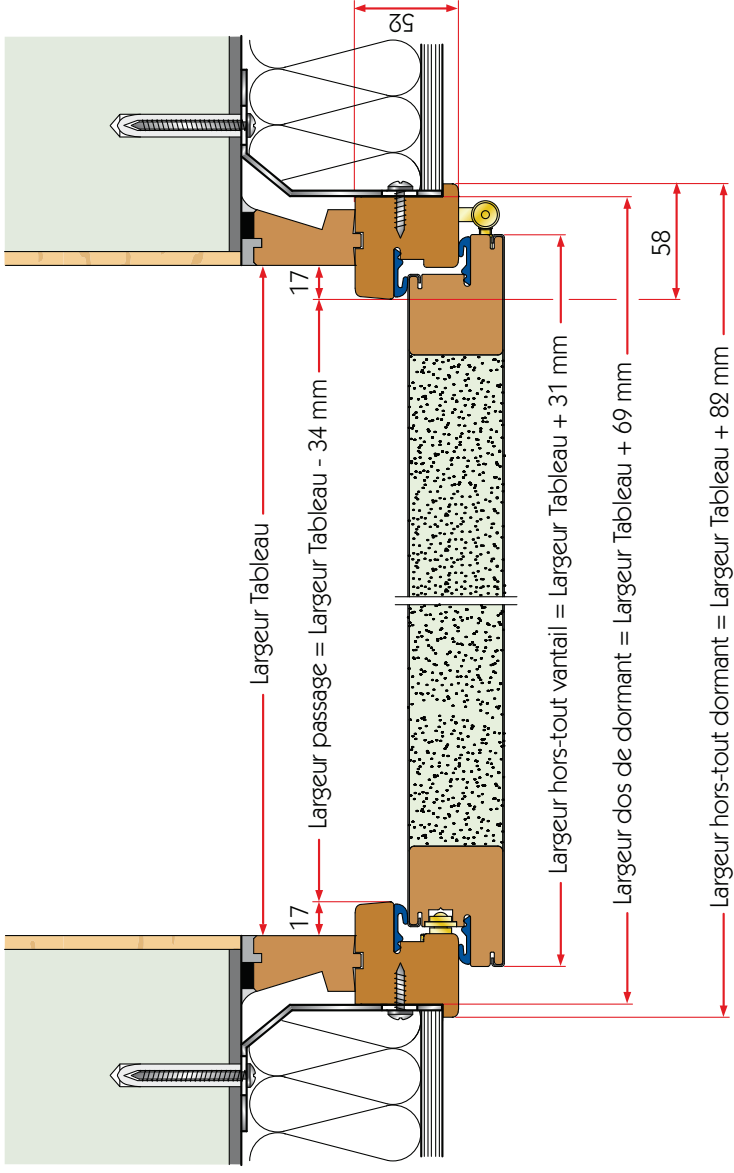 52
Largeur Tableau
17
Largeur passage = Largeur Tableau - 34 mm
17
58
Largeur hors-tout vantail = Largeur Tableau + 31 mm
Largeur dos de dormant = Largeur Tableau + 69 mm
Largeur hors-tout dormant = Largeur Tableau + 82 mm